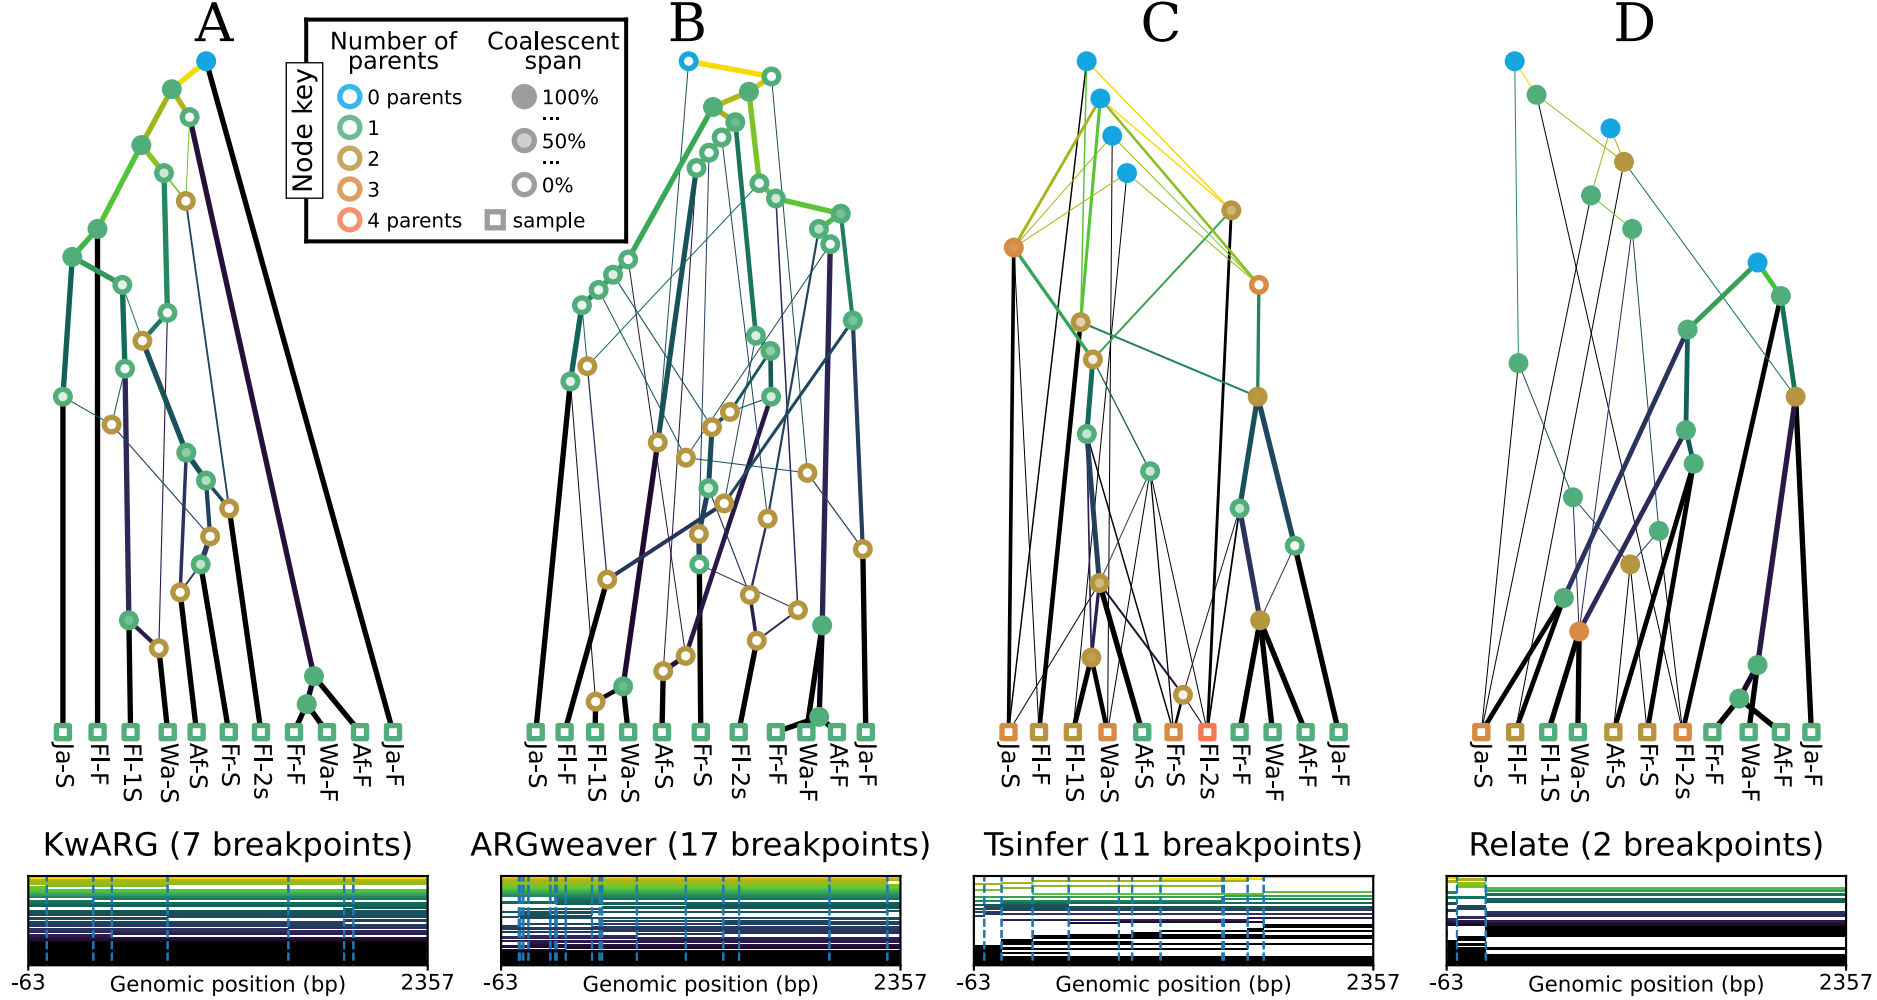 A
B
C
D
Node key
Number of
parents
0 parents
1
2
3
4 parents
Coalescent
span
100%
...
50%
...
0%
sample
Ja-S
Fl-F
Fl-1S
Wa-S
Af-S
Fr-S
Fl-2s
Fr-F
Wa-F
Af-F
Ja-F
Ja-S
Fl-F
Fl-1S
Wa-S
Af-S
Fr-S
Fl-2s
Fr-F
Wa-F
Af-F
Ja-F
Ja-S
Fl-F
Fl-1S
Wa-S
Af-S
Fr-S
Fl-2s
Fr-F
Wa-F
Af-F
Ja-F
Ja-S
Fl-F
Fl-1S
Wa-S
Af-S
Fr-S
Fl-2s
Fr-F
Wa-F
Af-F
Ja-F
KwARG (7 breakpoints)
ARGweaver (17 breakpoints)
Tsinfer (11 breakpoints)
Relate (2 breakpoints)
-63 Genomic position (bp) 2357
-63 Genomic position (bp) 2357
-63 Genomic position (bp) 2357
-63 Genomic position (bp) 2357